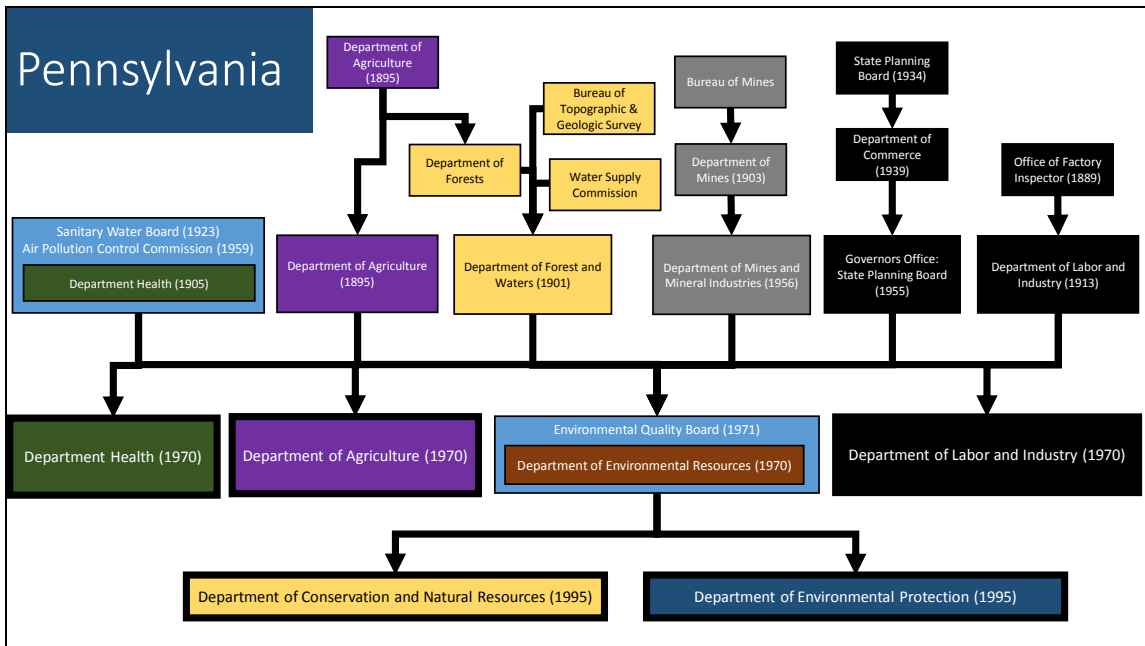 Pennsylvania
Department of
Agriculture
(1895)
Bureau of
Topographic &
Geologic Survey
Bureau of Mines
State Planning
Board (1934)
Department of
Forests
Water Supply
Commission
Department of
Mines (1903)
Department of
Commerce
(1939)
Office of Factory
Inspector (1889)
Sanitary Water Board (1923)
Air Pollution Control Commission (1959)
Department Health (1905)
Department of Agriculture
(1895)
Department of Forest and
Waters (1901)
Department of Mines and
Mineral Industries (1956)
Governors Office:
State Planning Board
(1955)
Department of Labor and
Industry (1913)
Department Health (1970)
Department of Agriculture (1970)
Environmental Quality Board (1971)
Department of Environmental Resources (1970)
Department of Labor and Industry (1970)
Department of Conservation and Natural Resources (1995)
Department of Environmental Protection (1995)